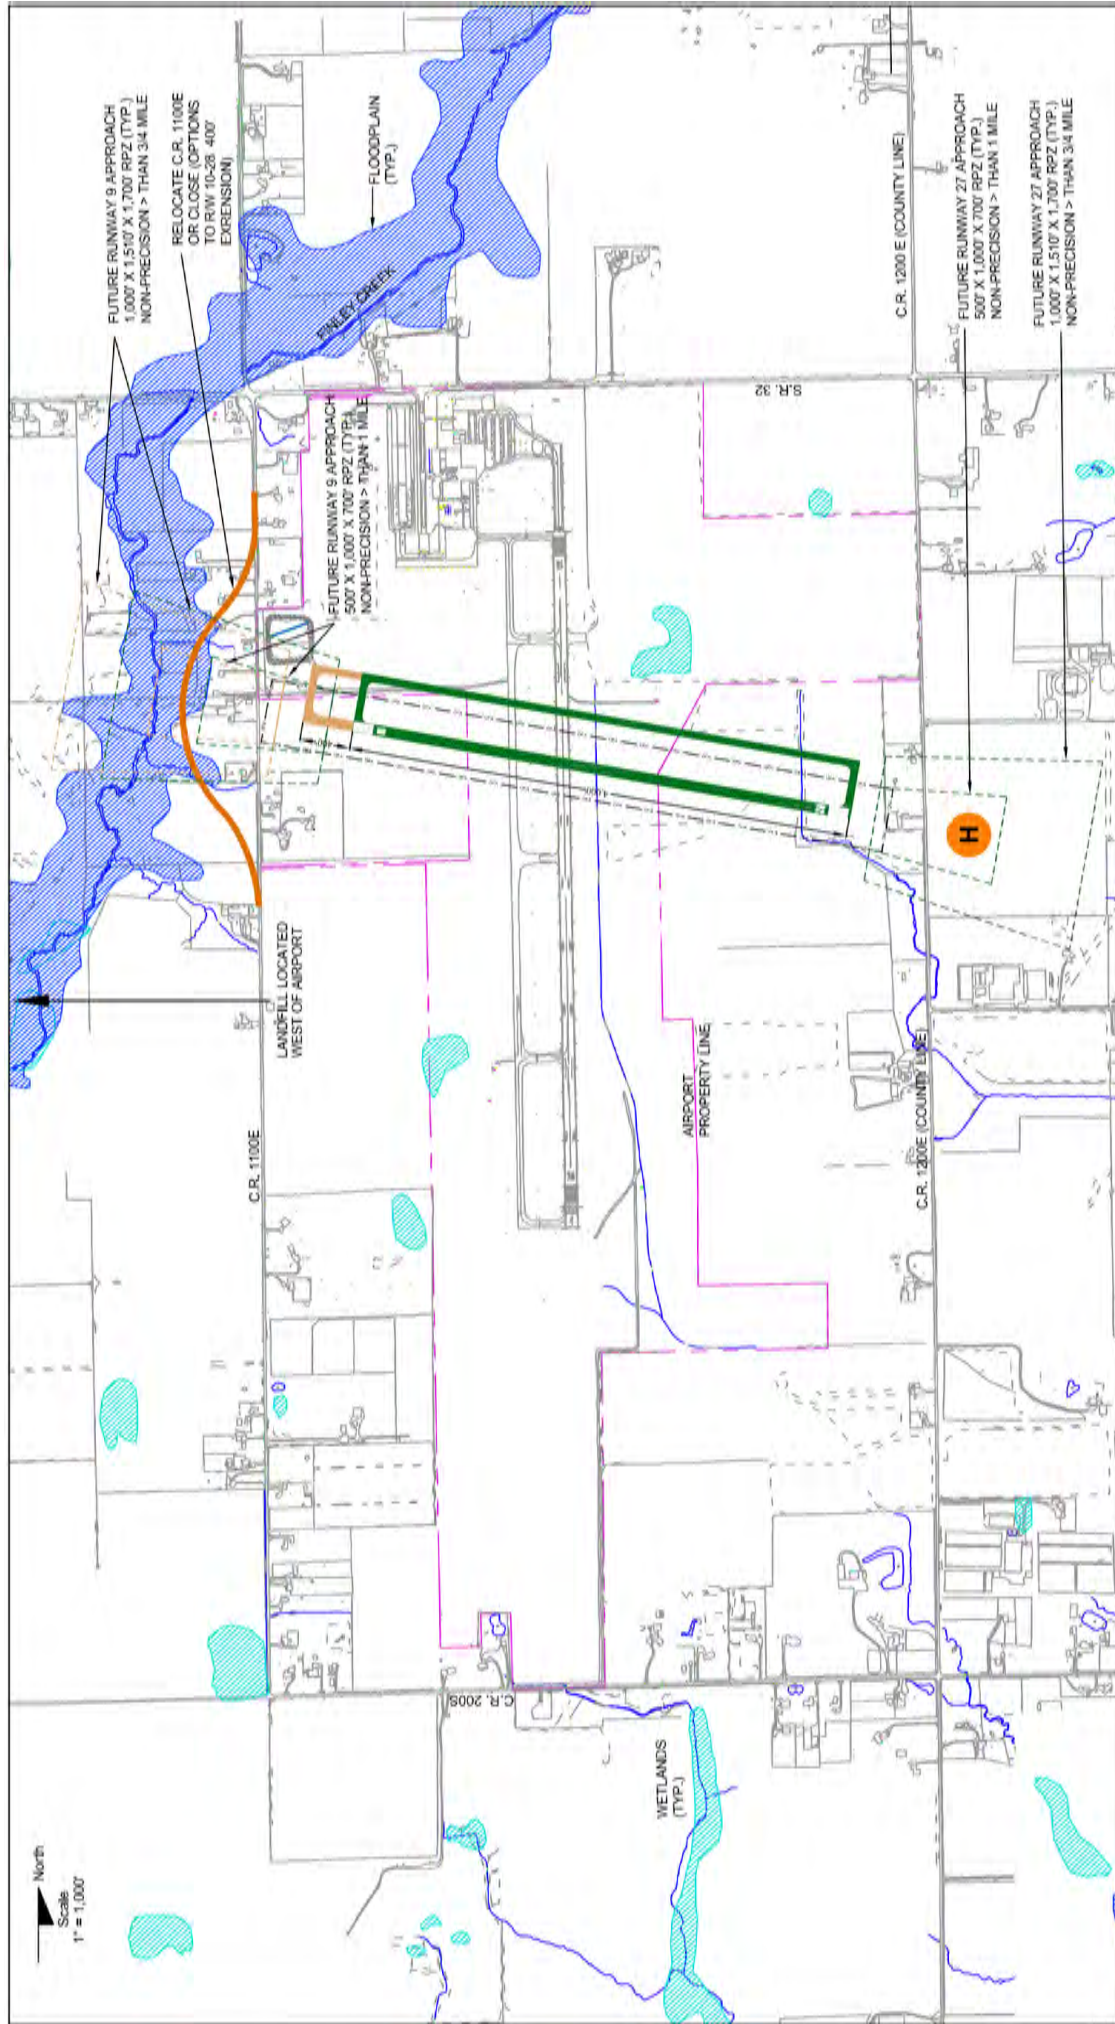 FUTURE RUNWAY 9 APPROACH
1,000' X 1,510' X 1,700' RPZ (TYP.)
NON-PRECISION > THAN 3/4 MILE
RELOCATE C.R. 1100E
OR CLOSE (OPTIONS
TO R/W 10-28 400'
EXRENSION)
FLOODPLAIN
(TYP.)
FINLEY CREEK
C.R. 1200 E (COUNTY LINE)
FUTURE RUNWAY 27 APPROACH
500' X 1,000' X 700' RPZ (TYP.)
NON-PRECISION > THAN 1 MILE
FUTURE RUNWAY 27 APPROACH
1,000' X 1,510' X 1,700' RPZ (TYP.)
NON-PRECISION > THAN 3/4 MILE
FUTURE RUNWAY 9 APPROACH
500' X 1,000' X 700' RPZ (TYP.)
NON-PRECISION > THAN 1 MILE
S.R. 32
400'
H
LANDFILL LOCATED
WEST OF AIRPORT
C.R. 1100E
AIRPORT
PROPERTY LINE
C.R. 1200E (COUNTY LINE)
C.R. 200S
WETLANDS
(TYP.)
North
Scale
1" = 1,000'